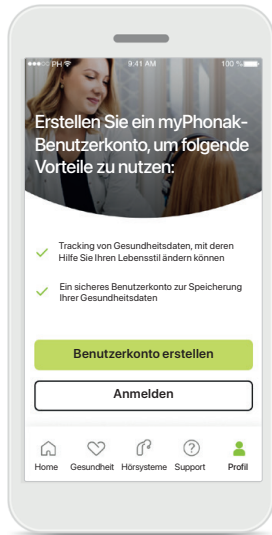 PH 9:41 AM 100 %
Erstellen Sie ein myPhonak-
Benutzerkonto, um folgende
Vorteile zu nutzen:
Tracking von Gesundheitsdaten, mit deren
Hilfe Sie Ihren Lebensstil ändern können
Ein sicheres Benutzerkonto zur Speicherung
Ihrer Gesundheitsdaten
Benutzerkonto erstellen
Anmelden
Home Gesundheit Hörsysteme Support Profil